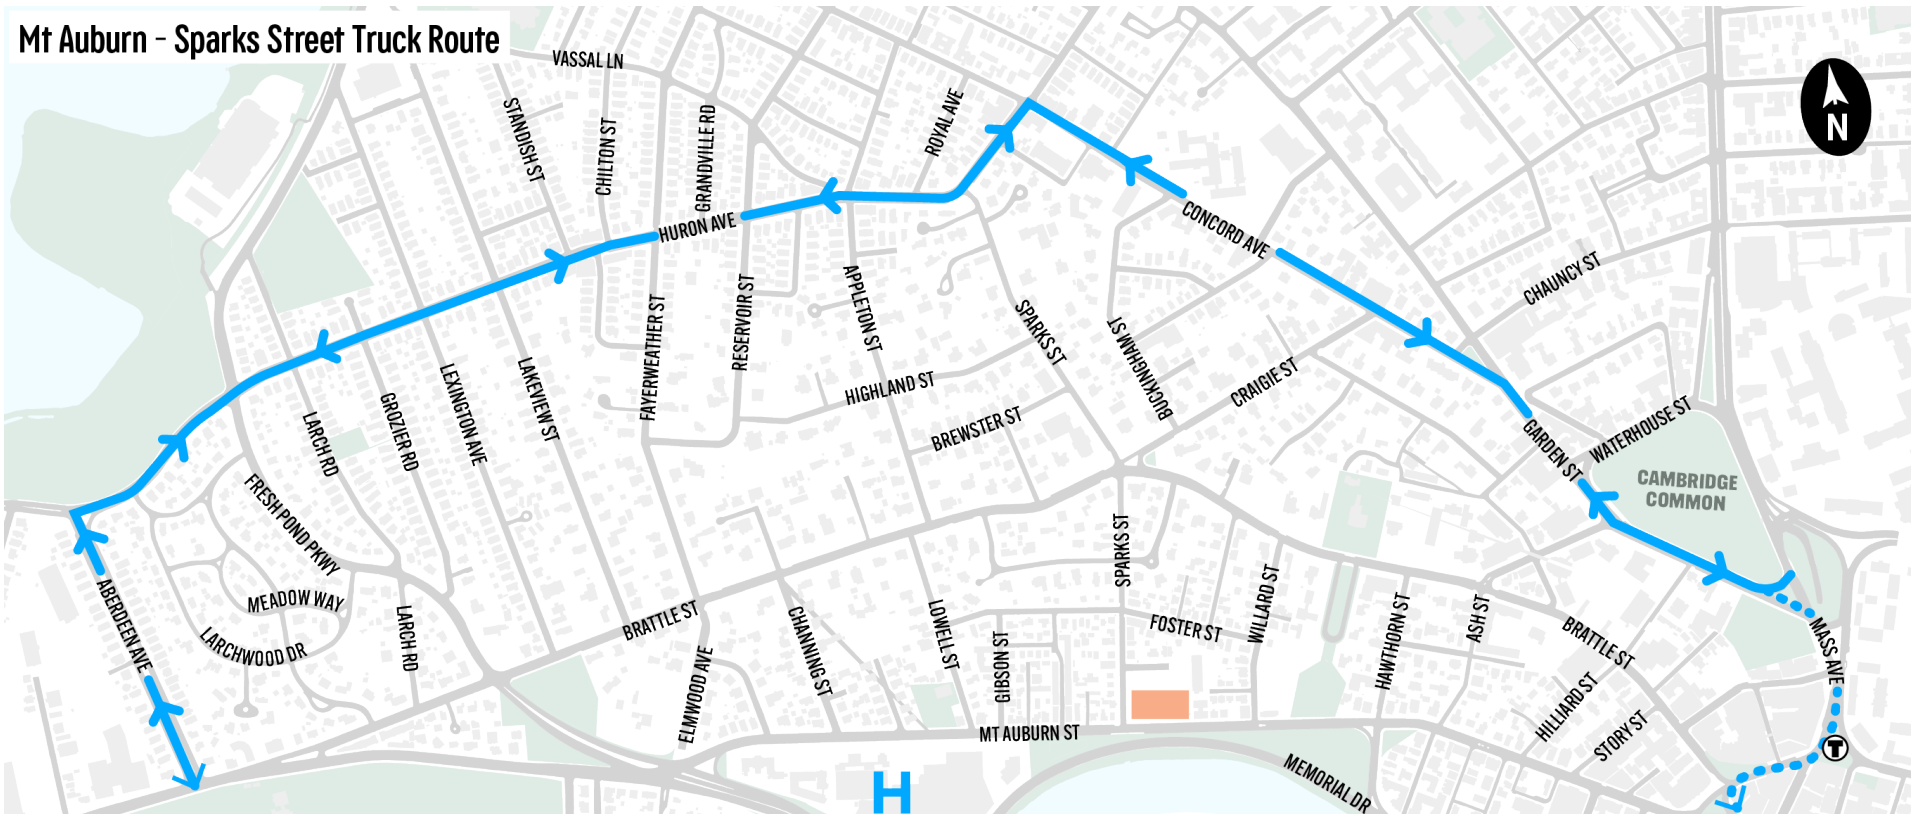 Mt Auburn - Sparks Street Truck Route
VASSAL LN
STANDISH ST
CHILTON ST
GRANDVILLE RD
ROYAL AVE
N
HURON AVE
CONCORD AVE
CHAUNCY ST
FAYERWEATHER ST
RESERVOIR ST
APPLETON ST
SPARKS ST
BUCKINGHAM ST
CRAIGIE ST
HIGHLAND ST
BREWSTER ST
LARCH RD
GROZIER RD
LEXINGTON AVE
LAKEVIEW ST
GARDEN ST
WATERHOUSE ST
CAMBRIDGE
COMMON
FRESH POND PKWY
MEADOW WAY
LARCHWOOD DR
LARCH RD
ABERDEEN AVE
BRATTLE ST
ELMWOOD AVE
CHANNING ST
LOWELL ST
GIBSON ST
SPARKS ST
FOSTER ST
WILLARD ST
HAWTHORN ST
ASH ST
BRATTLE ST
HILLIARD ST
STORY ST
MASS AVE
MT AUBURN ST
MEMORIAL DR
H
T